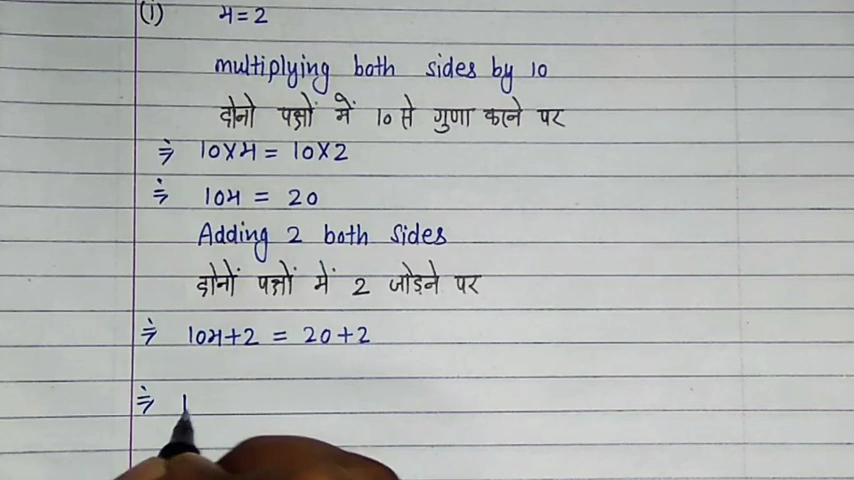 (i) x = 2
multiplying both sides by 10
दोनो पक्षों में 10 से गुणा करने पर
⇒ 10 × x = 10 × 2
⇒ 10x = 20
Adding 2 both sides
दोनों पक्षों में 2 जोड़ने पर
⇒ 10x + 2 = 20 + 2
⇒ 1